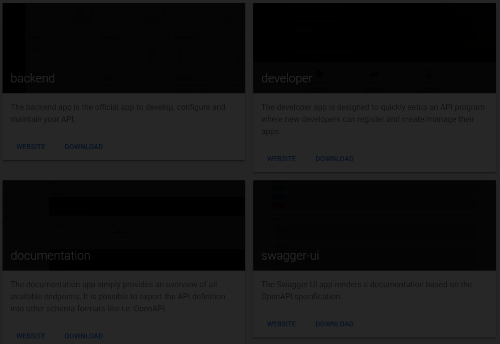 backend
The backend app is the official app to develop, configure and
maintain your API.
WEBSITE DOWNLOAD
developer
The developer app is designed to quickly setup an API program
where new developers can register and create/manage their
apps.
WEBSITE DOWNLOAD
documentation
The documentation app simply provides an overview of all
available endpoints. It is possible to export the API definition
into other schema formats like i.e. OpenAPI.
WEBSITE DOWNLOAD
swagger-ui
The Swagger UI app renders a documentation based on the
OpenAPI specification.
WEBSITE DOWNLOAD